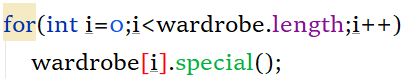 for(int i=0;i<wardrobe.length;i++)
wardrobe[i].special();